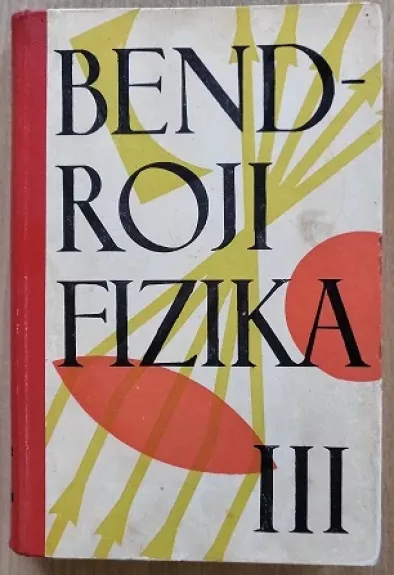 BEND-
ROJI
FIZIKA
III